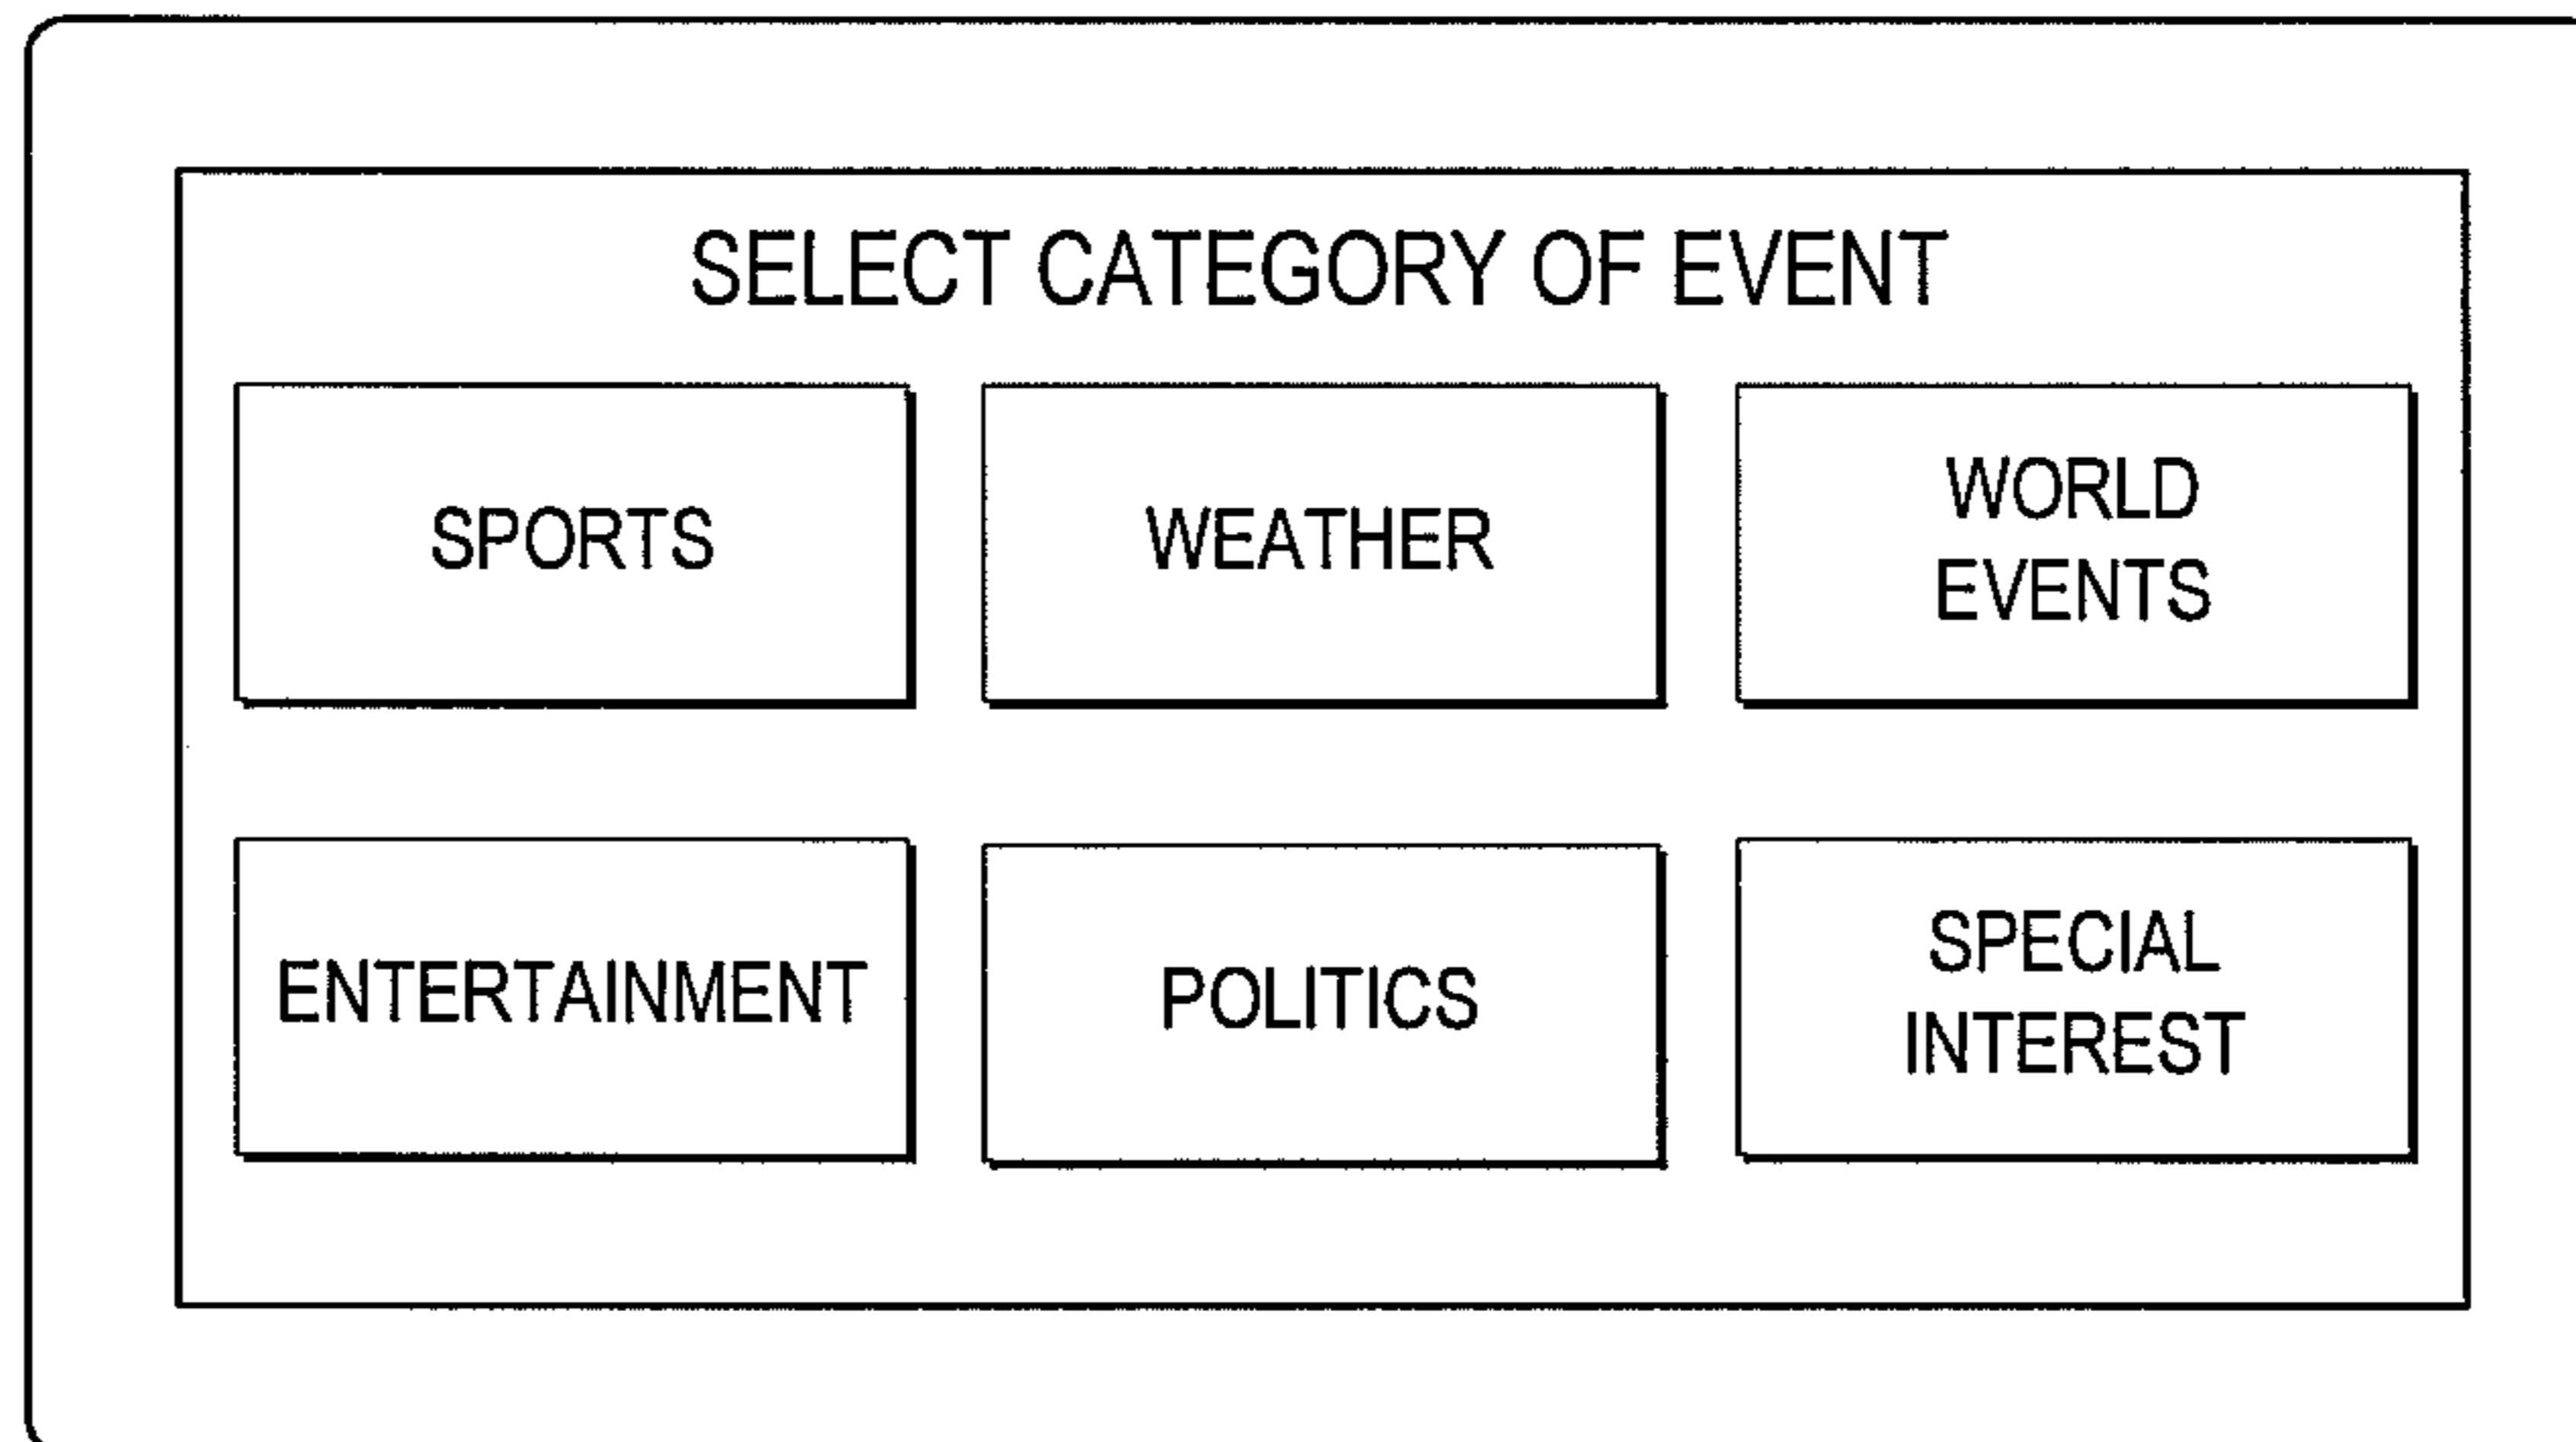 SELECT CATEGORY OF EVENT
SPORTS
WEATHER
WORLD
EVENTS
ENTERTAINMENT
POLITICS
SPECIAL
INTEREST